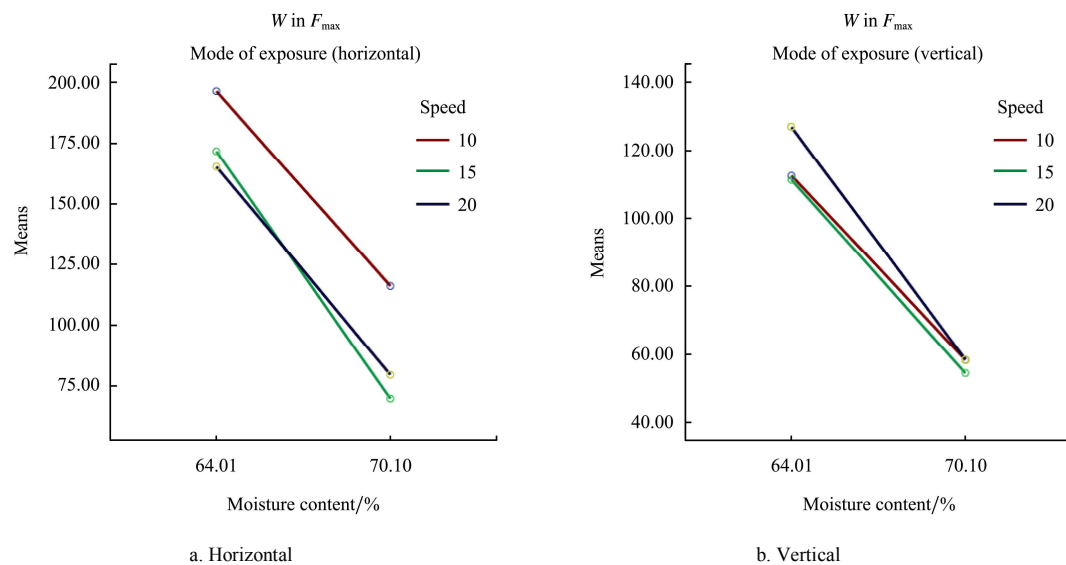 W in Fmax
Mode of exposure (horizontal)
200.00
175.00
150.00
125.00
100.00
75.00
Means
Speed
10
15
20
64.01
70.10
Moisture content/%
a. Horizontal
W in Fmax
Mode of exposure (vertical)
140.00
120.00
100.00
80.00
60.00
40.00
Means
Speed
10
15
20
64.01
70.10
Moisture content/%
b. Vertical